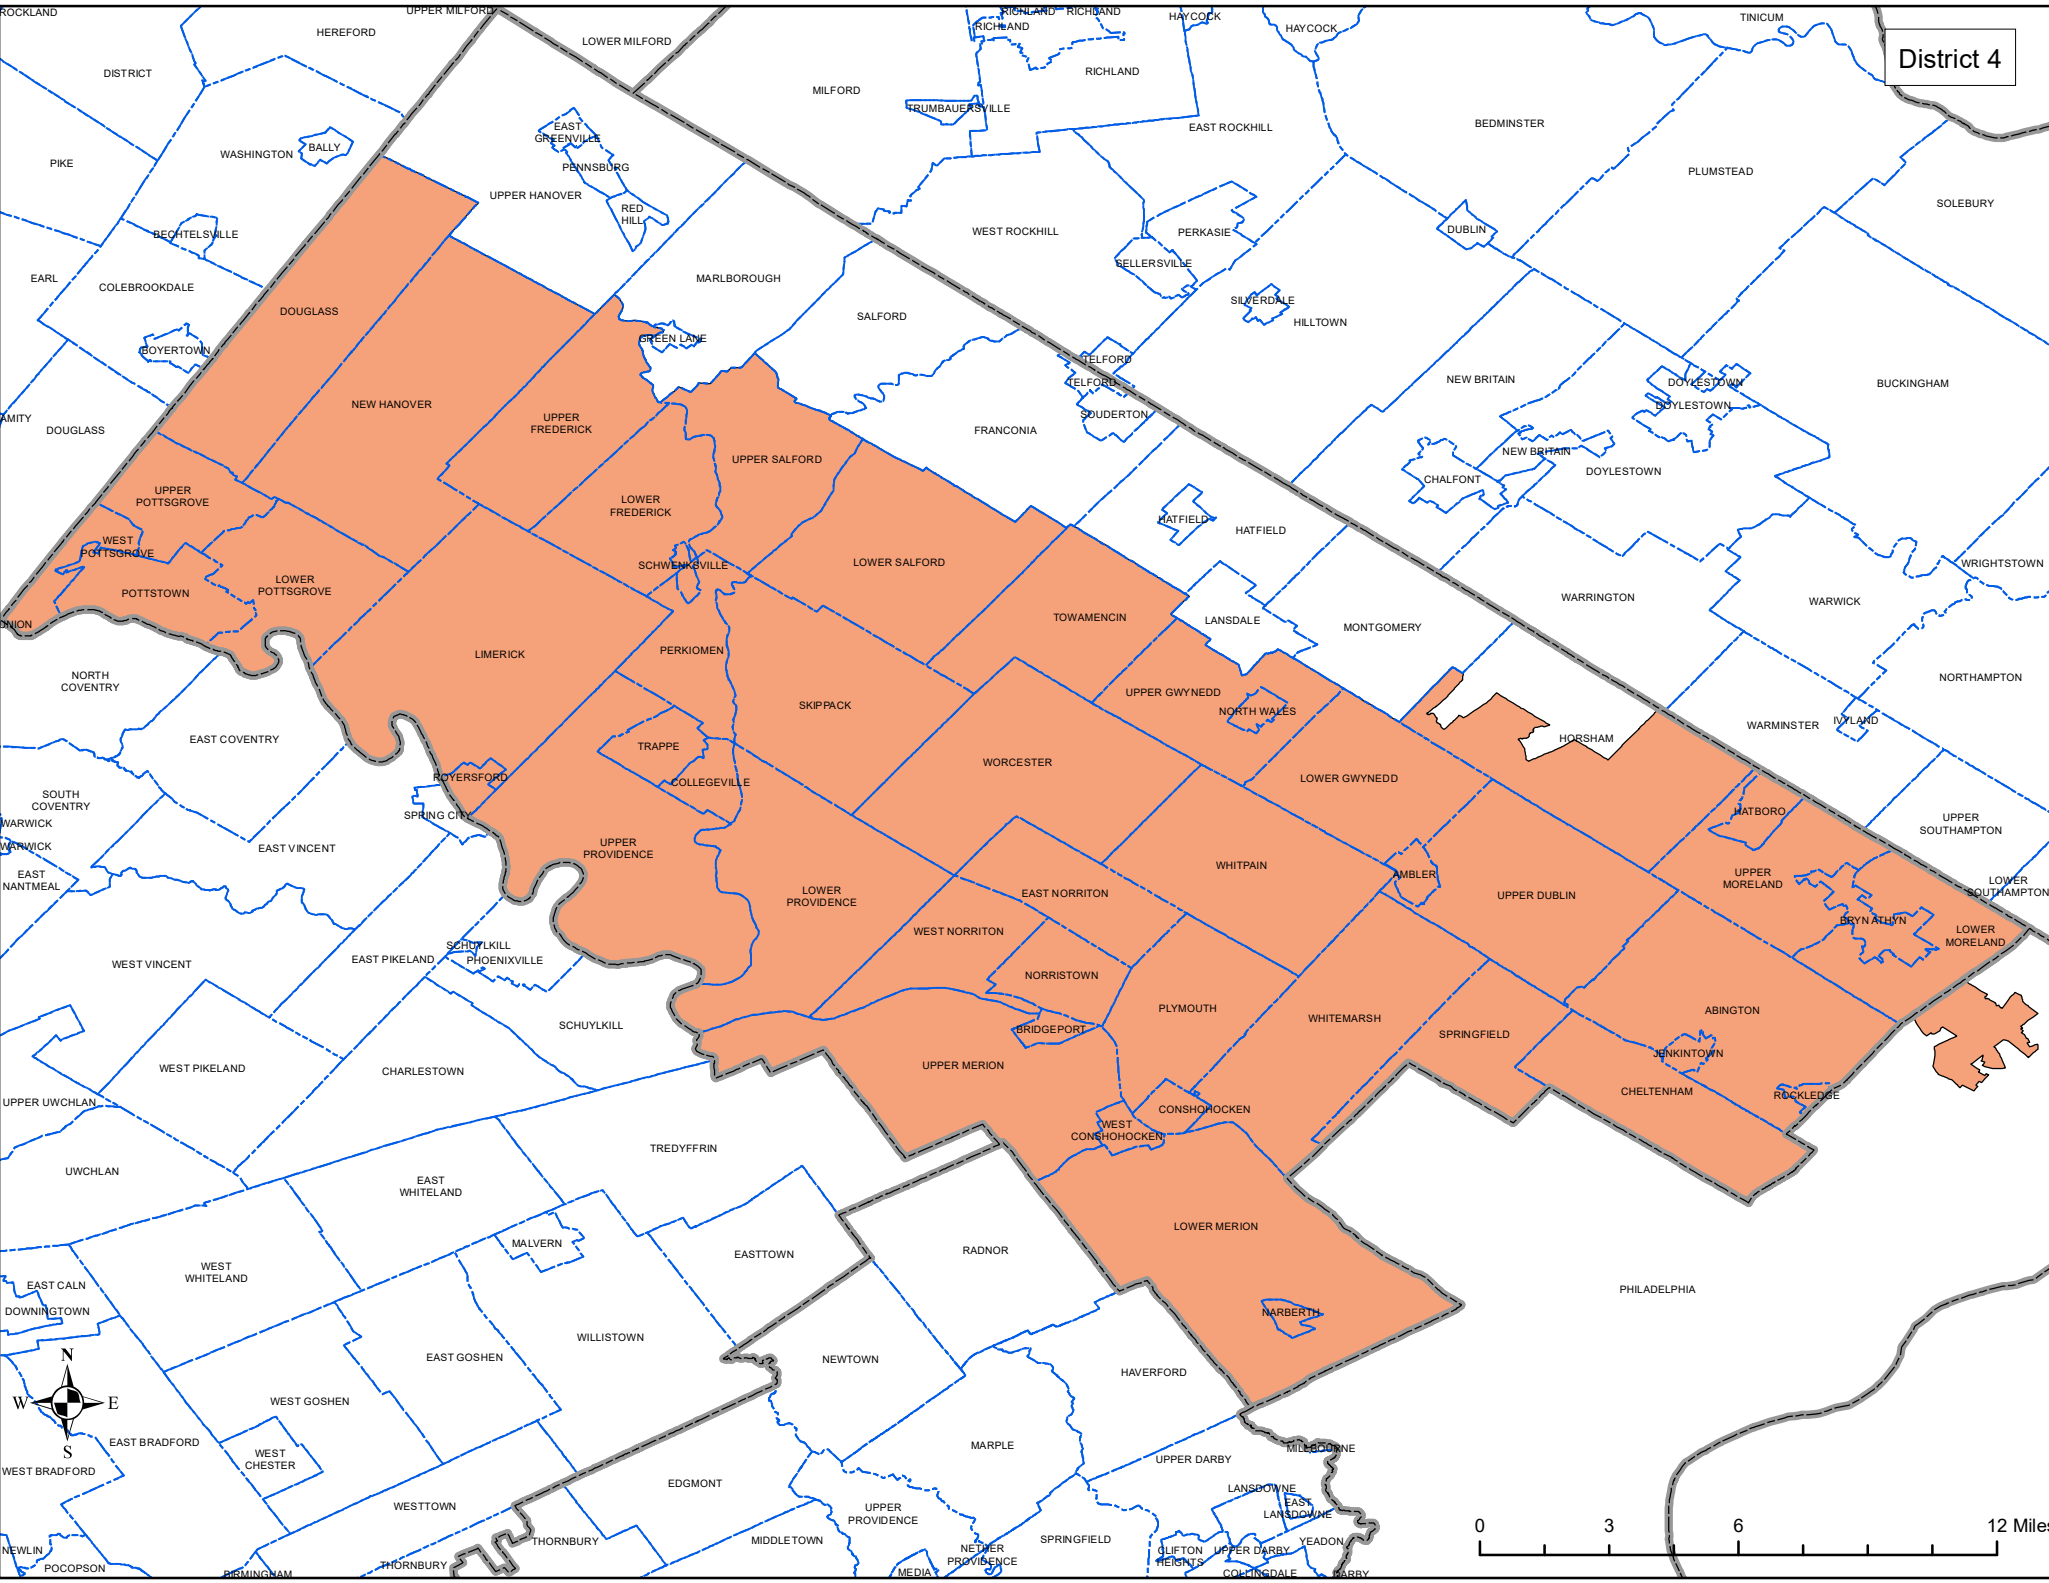 ROCKLAND
UPPER MILFORD
RICHLAND
RICHLAND
HAYCOCK
TINICUM
HEREFORD
LOWER MILFORD
RICHLAND
HAYCOCK
District 4
DISTRICT
RICHLAND
MILFORD
TRUMBAUERSVILLE
EAST ROCKHILL
BEDMINSTER
EAST
GREENVILLE
BALLY
WASHINGTON
PIKE
PENNSBURG
PLUMSTEAD
UPPER HANOVER
SOLEBURY
RED
HILL
BECHTELSVILLE
WEST ROCKHILL
PERKASIE
DUBLIN
SELLERSVILLE
EARL
COLEBROOKDALE
MARLBOROUGH
SILVERDALE
DOUGLASS
SALFORD
HILLTOWN
GREEN LANE
BOYERTOWN
TELFORD
TELFORD
NEW BRITAIN
DOYLESTOWN
BUCKINGHAM
NEW HANOVER
DOYLESTOWN
AMITY
DOUGLASS
UPPER
FREDERICK
SOUDERTON
FRANCONIA
UPPER SALFORD
NEW BRITAIN
DOYLESTOWN
CHALFONT
UPPER
POTTSGROVE
LOWER
FREDERICK
HATFIELD
HATFIELD
WEST
POTTSGROVE
SCHWENKSVILLE
LOWER SALFORD
WRIGHTSTOWN
LOWER
POTTSGROVE
POTTSTOWN
WARRINGTON
WARWICK
UNION
TOWAMENCIN
LANSDALE
MONTGOMERY
LIMERICK
PERKIOMEN
NORTH
COVENTRY
NORTHAMPTON
UPPER GWYNEDD
SKIPPACK
NORTH WALES
WARMINSTER
IVYLAND
EAST COVENTRY
TRAPPE
HORSHAM
WORCESTER
ROYERSFORD
COLLEGEVILLE
LOWER GWYNEDD
SOUTH
COVENTRY
SPRING CITY
HATBORO
UPPER
SOUTHAMPTON
WARWICK
WARWICK
EAST VINCENT
UPPER
PROVIDENCE
WHITPAIN
AMBLER
UPPER
MORELAND
EAST
NANTMEAL
LOWER
SOUTHAMPTON
LOWER
PROVIDENCE
EAST NORRITON
UPPER DUBLIN
BRYN ATHYN
WEST NORRITON
LOWER
MORELAND
SCHUYLKILL
PHOENIXVILLE
EAST PIKELAND
WEST VINCENT
NORRISTOWN
PLYMOUTH
WHITEMARSH
ABINGTON
SCHUYLKILL
BRIDGEPORT
SPRINGFIELD
JENKINTOWN
WEST PIKELAND
CHARLESTOWN
UPPER MERION
CHELTENHAM
ROCKLEDGE
UPPER UWCHLAN
CONSHOHOCKEN
WEST
CONSHOHOCKEN
TREDYFFRIN
UWCHLAN
EAST
WHITELAND
LOWER MERION
MALVERN
EASTTOWN
RADNOR
WEST
WHITELAND
EAST CALN
DOWNINGTOWN
PHILADELPHIA
NARBERTH
WILLISTOWN
EAST GOSHEN
NEWTOWN
HAVERFORD
N
W E
S
WEST GOSHEN
EAST BRADFORD
MARPLE
MILLBOURNE
WEST
CHESTER
UPPER DARBY
WEST BRADFORD
EDGMONT
LANSDOWNE
WESTTOWN
EAST
LANSDOWNE
UPPER
PROVIDENCE
0 3 6 12 Miles
THORNBURY
MIDDLETOWN
SPRINGFIELD
YEADON
NEWLIN
NETHER
PROVIDENCE
CLIFTON
HEIGHTS
UPPER DARBY
POCOPSON
THORNBURY
BIRMINGHAM
MEDIA
COLLINGDALE
DARBY